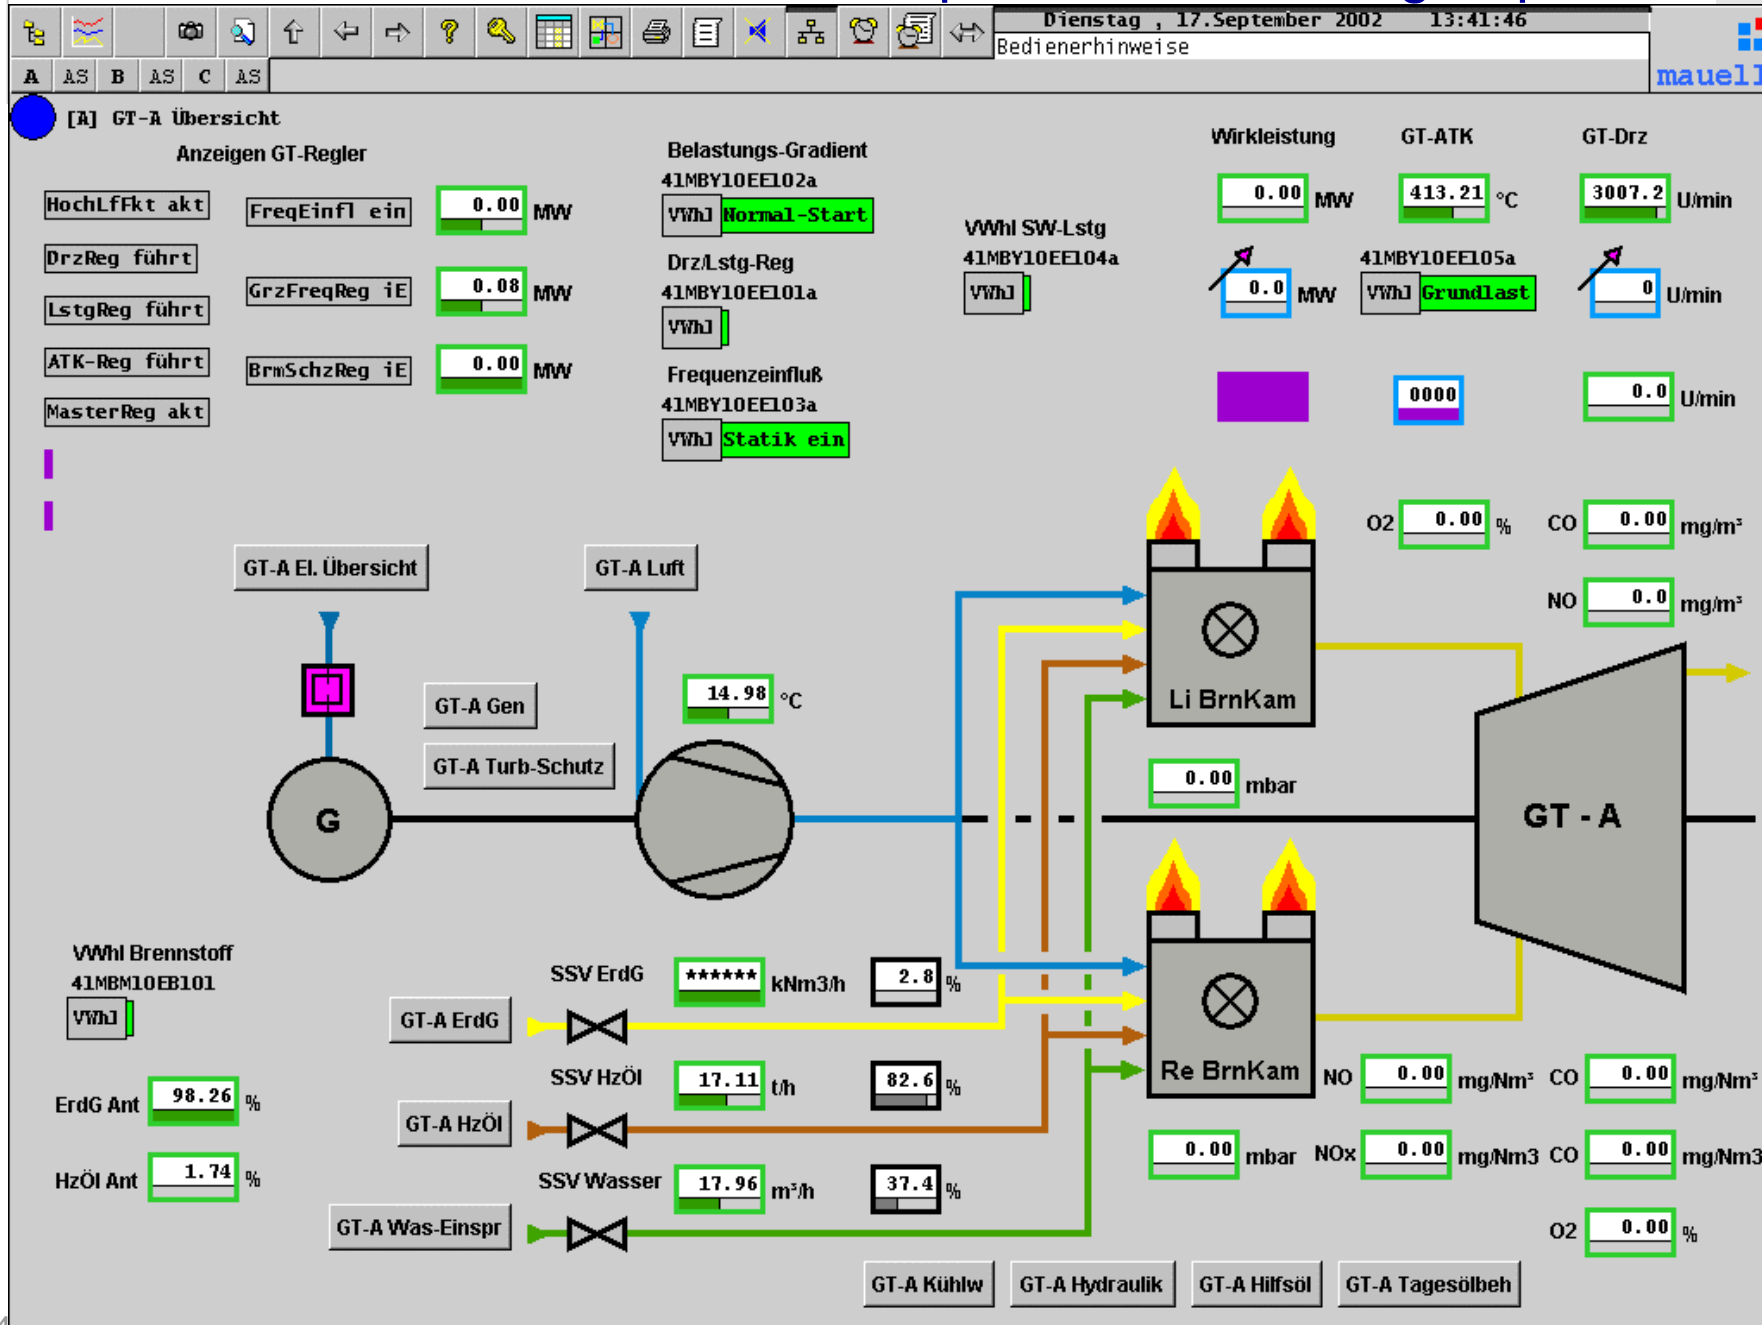 Dienstag , 17.September 2002 13:41:46
Bedienerhinweise
mauell
A AS B AS C AS
[A] GT-A Übersicht
Anzeigen GT-Regler
HochLfFkt akt
DrzReg führt
LstgReg führt
ATK-Reg führt
MasterReg akt
FreqEinfl ein 0.00 MW
GrzFreqReg iE 0.08 MW
BrmSchzReg iE 0.00 MW
Belastungs-Gradient
41MBY10EE102a
VWhl Normal-Start
Drz/Lstg-Reg
41MBY10EE101a
VWhl
Frequenzeinfluß
41MBY10EE103a
VWhl Statik ein
VWhl SW-Lstg
41MBY10EE104a
VWhl
Wirkleistung
0.00 MW
0.0 MW
GT-ATK
413.21 °C
41MBY10EE105a
VWhl Grundlast
0000
GT-Drz
3007.2 U/min
0 U/min
0.0 U/min
O2 0.00 %
CO 0.00 mg/m³
NO 0.0 mg/m³
GT-A El. Übersicht
GT-A Luft
GT-A Gen
GT-A Turb-Schutz
14.98 °C
G
Li BrnKam
0.00 mbar
GT - A
Re BrnKam
VWhl Brennstoff
41MBM10EB101
VWhl
ErdG Ant 98.26 %
HzÖl Ant 1.74 %
SSV ErdG ****** kNm3/h 2.8 %
GT-A ErdG
SSV HzÖl 17.11 t/h 82.6 %
GT-A HzÖl
SSV Wasser 17.96 m³/h 37.4 %
GT-A Was-Einspr
NO 0.00 mg/Nm³ CO 0.00 mg/Nm³
0.00 mbar NOx 0.00 mg/Nm3 CO 0.00 mg/Nm3
O2 0.00 %
GT-A Kühlw
GT-A Hydraulik
GT-A Hilfsöl
GT-A Tagesölbeh